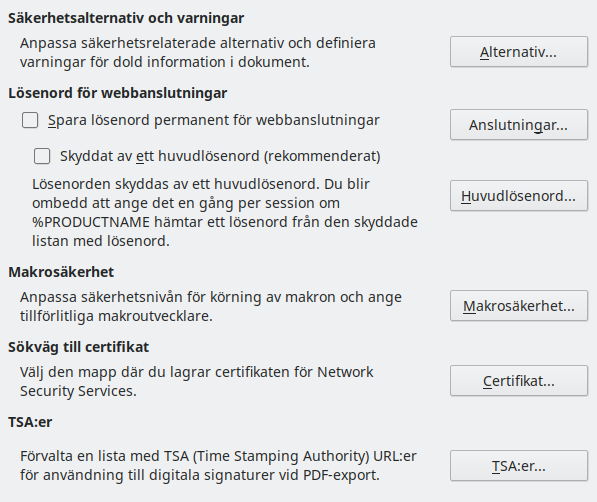 Säkerhetsalternativ och varningar
Anpassa säkerhetsrelaterade alternativ och definiera
varningar för dold information i dokument.
Alternativ...
Lösenord för webbanslutningar
Spara lösenord permanent för webbanslutningar
Anslutningar...
Skyddat av ett huvudlösenord (rekommenderat)
Lösenorden skyddas av ett huvudlösenord. Du blir
ombedd att ange det en gång per session om
%PRODUCTNAME hämtar ett lösenord från den skyddade
listan med lösenord.
Huvudlösenord...
Makrosäkerhet
Anpassa säkerhetsnivån för körning av makron och ange
tillförlitliga makroutvecklare.
Makrosäkerhet...
Sökväg till certifikat
Välj den mapp där du lagrar certifikaten för Network
Security Services.
Certifikat...
TSA:er
Förvalta en lista med TSA (Time Stamping Authority) URL:er
för användning till digitala signaturer vid PDF-export.
TSA:er...